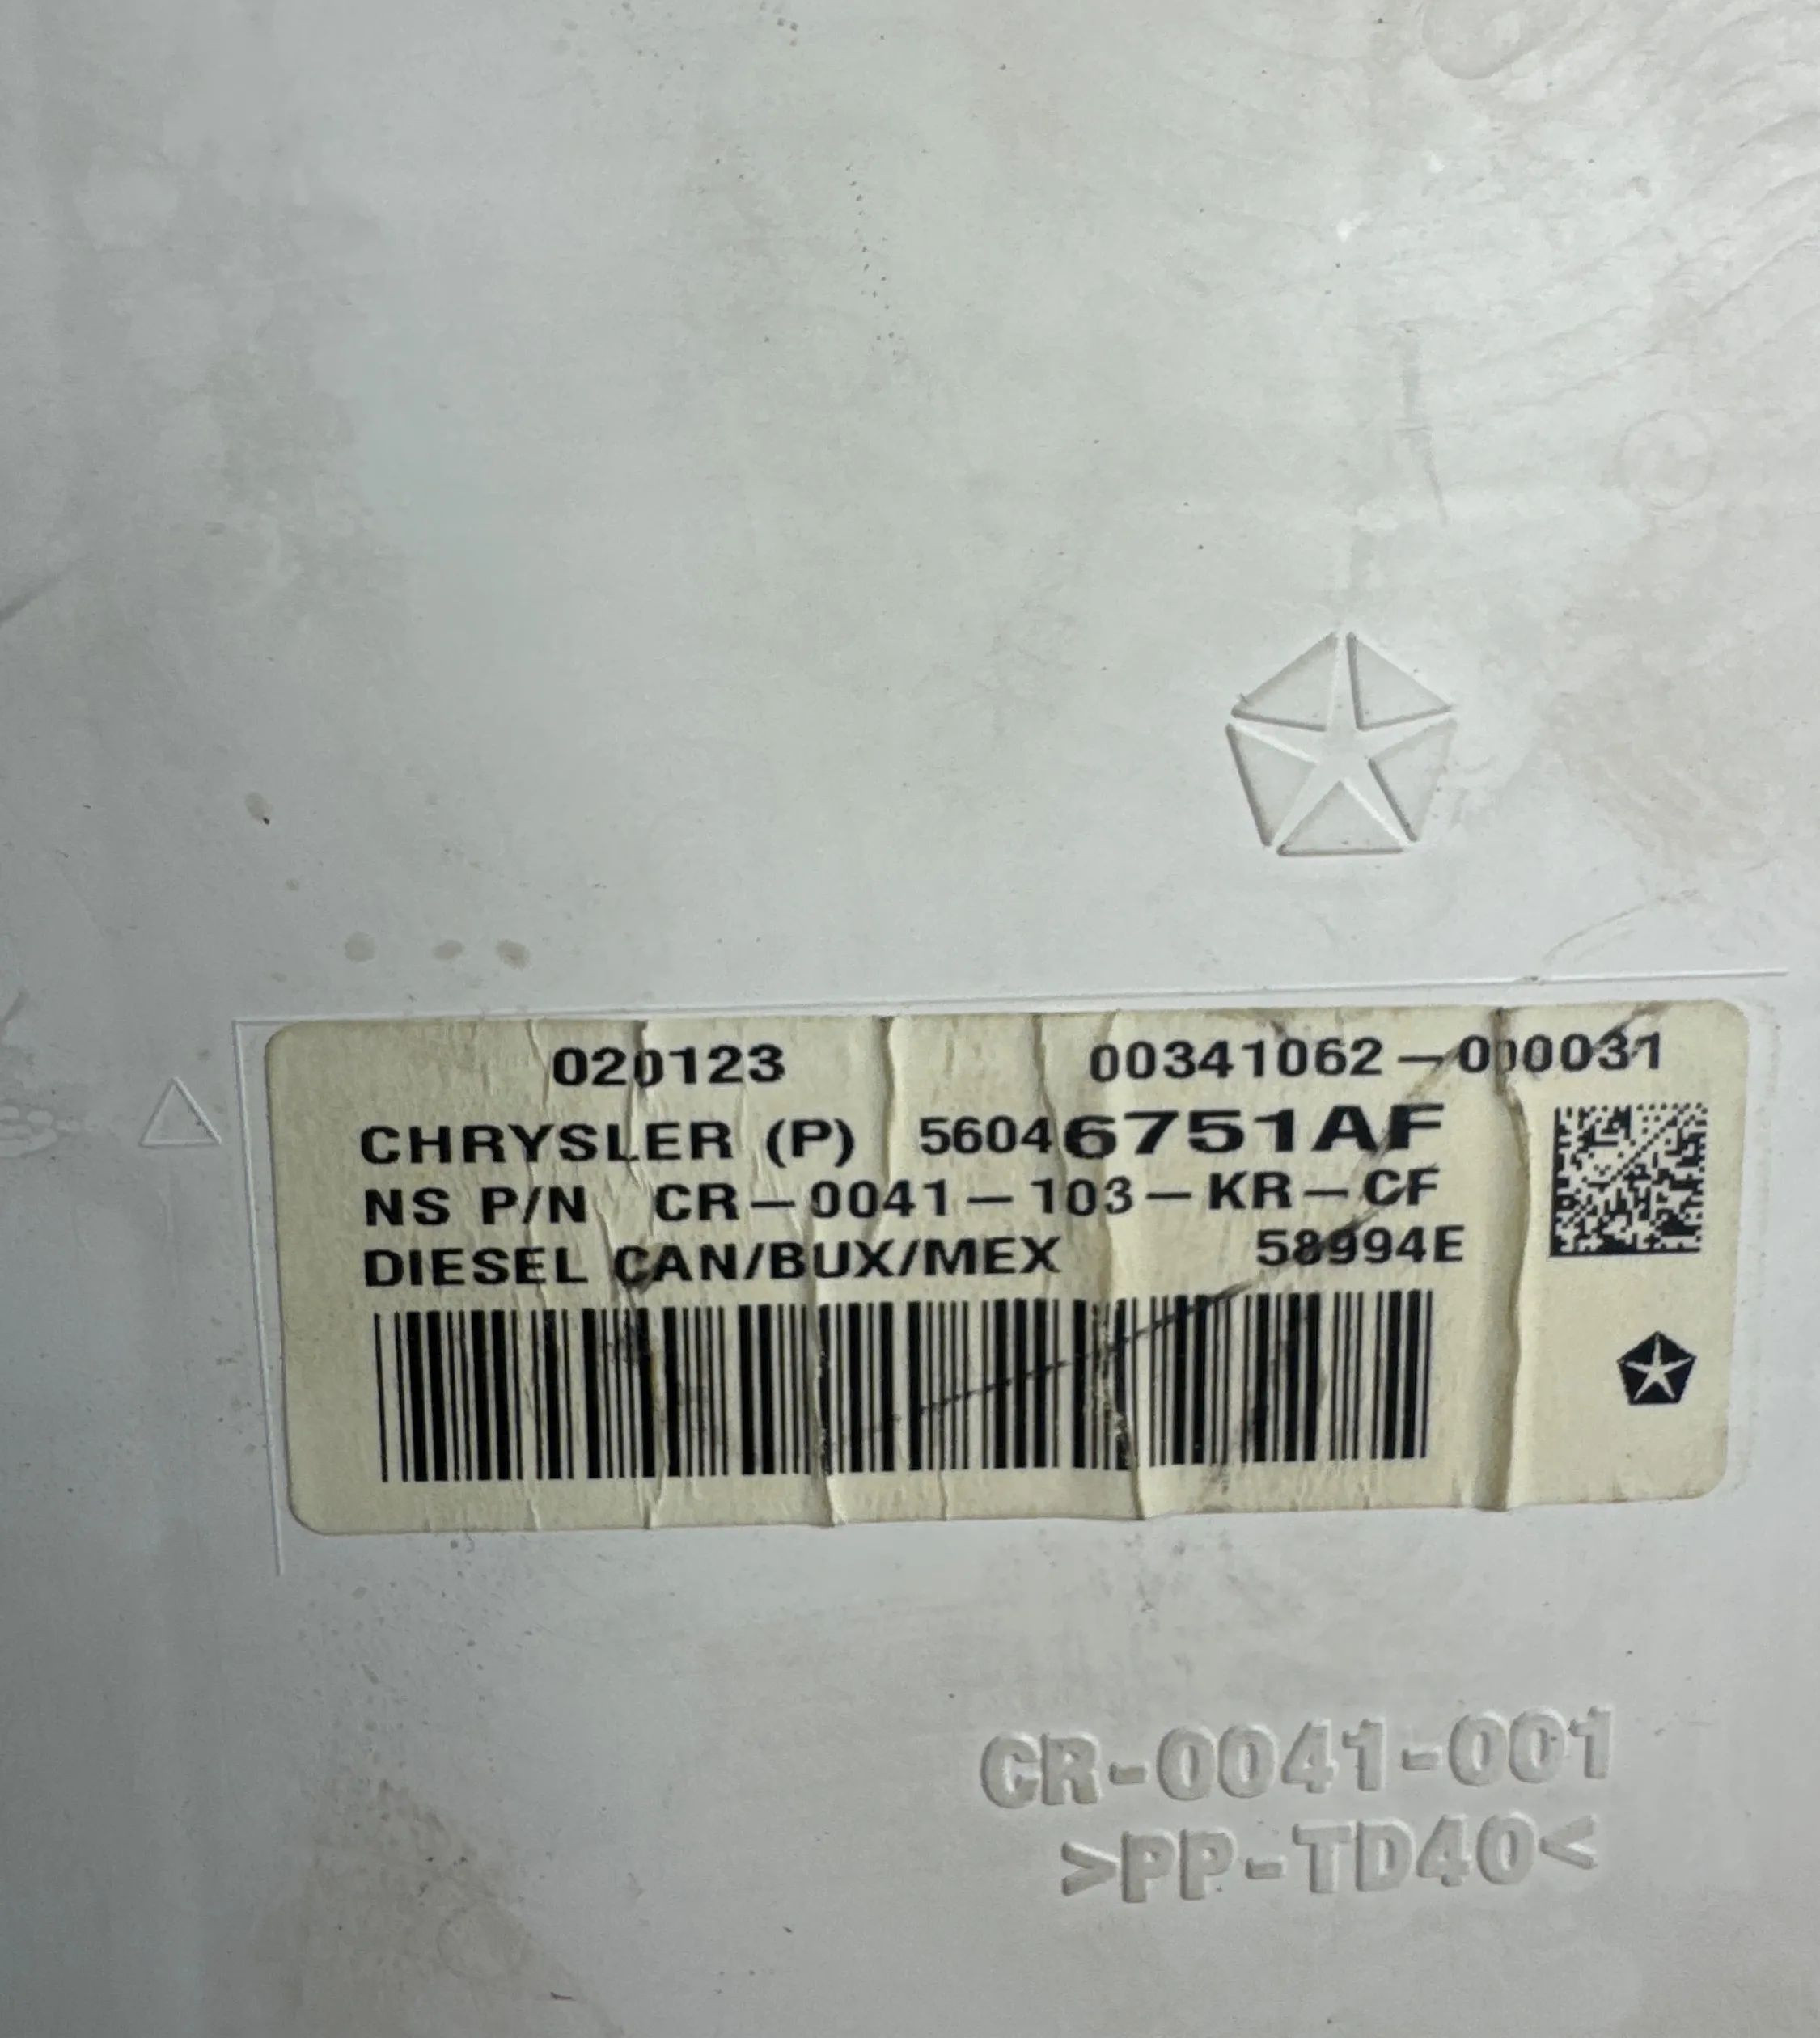 020123 00341062-000031
CHRYSLER (P) 56046751AF
NS P/N CR-0041-103-KR-CF
DIESEL CAN/BUX/MEX 58994E
CR-0041-001
>PP-TD40<